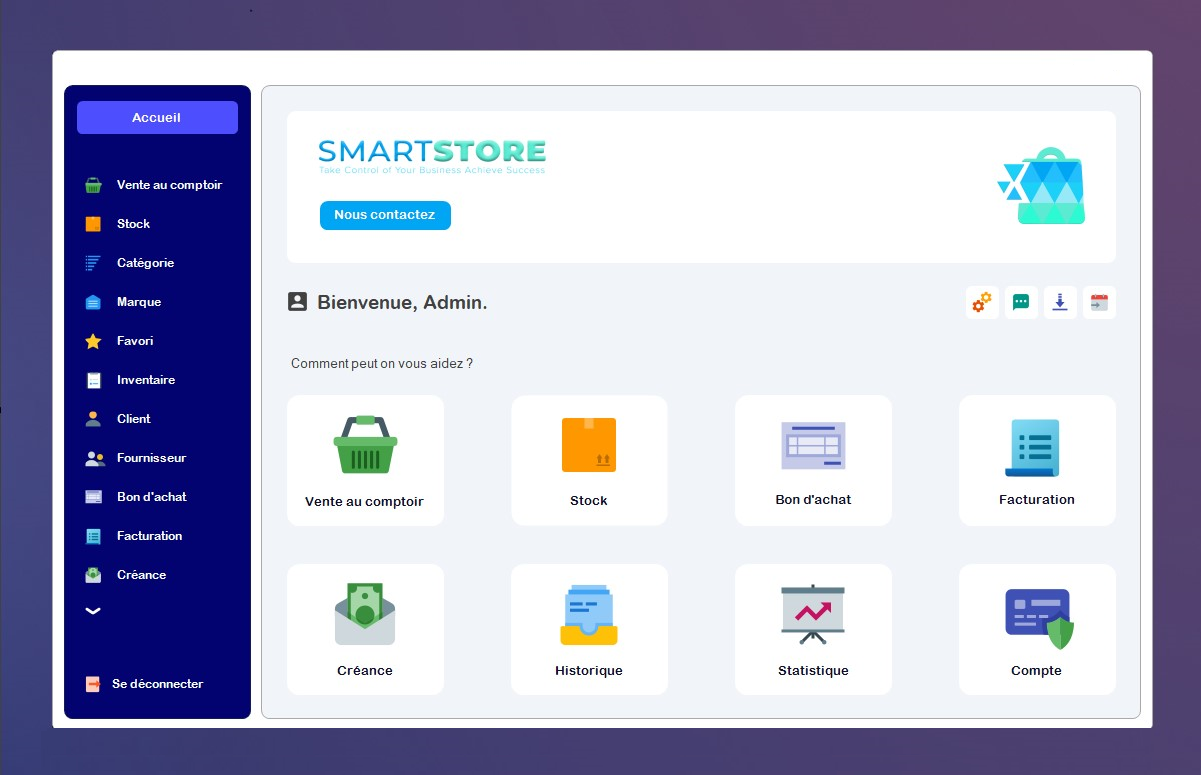 Accueil
Vente au comptoir
Stock
Catégorie
Marque
Favori
Inventaire
Client
Fournisseur
Bon d'achat
Facturation
Créance
Se déconnecter
SMARTSTORE
Take Control of Your Business Achieve Success
Nous contactez
Bienvenue, Admin.
Comment peut on vous aidez ?
Vente au comptoir
Stock
Bon d'achat
Facturation
Créance
Historique
Statistique
Compte